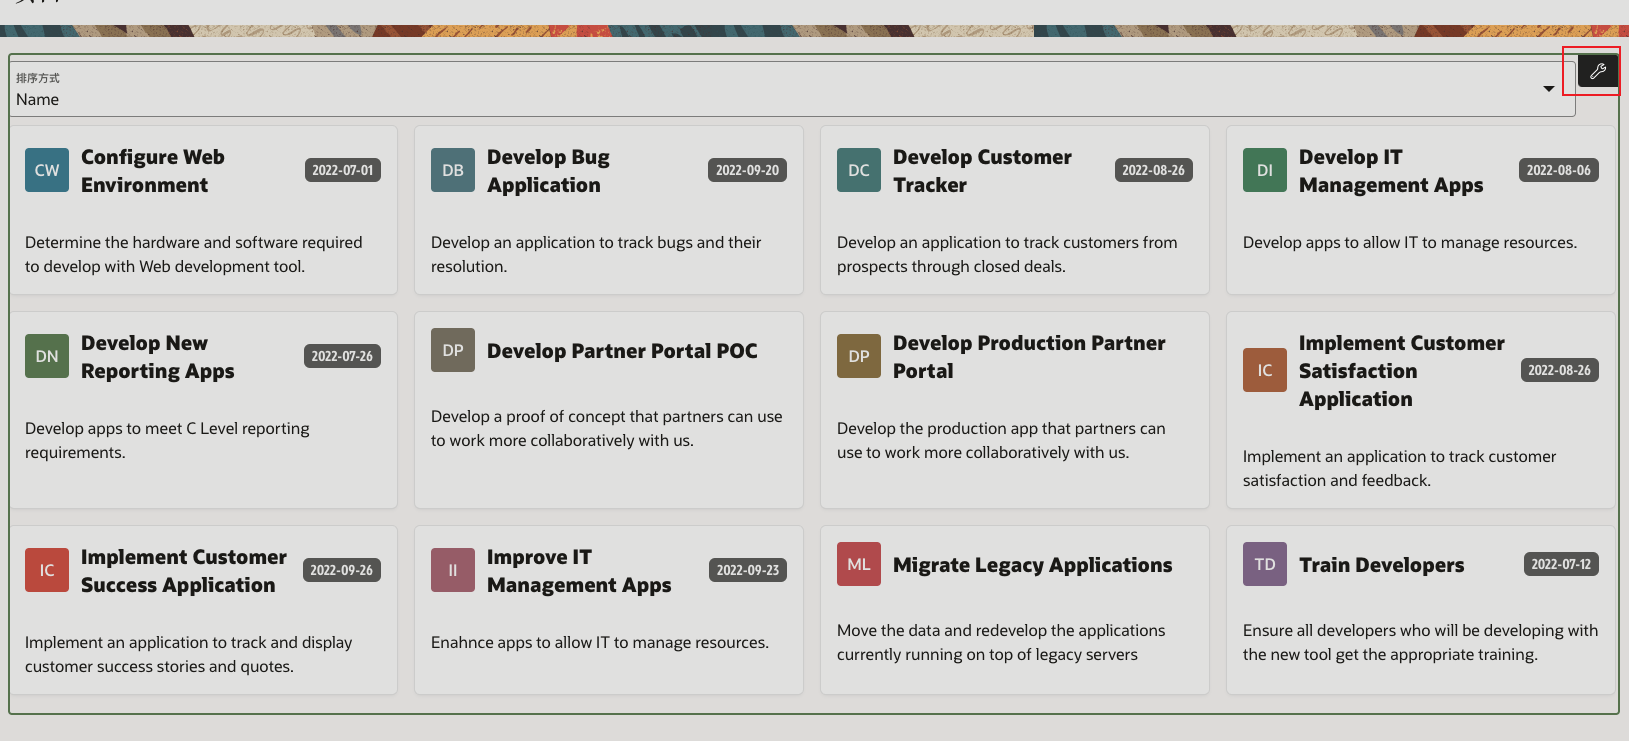 排序方式
Name
CW
Configure Web
Environment
2022-07-01
Determine the hardware and software required
to develop with Web development tool.
DB
Develop Bug
Application
2022-09-20
Develop an application to track bugs and their
resolution.
DC
Develop Customer
Tracker
2022-08-26
Develop an application to track customers from
prospects through closed deals.
DI
Develop IT
Management Apps
2022-08-06
Develop apps to allow IT to manage resources.
DN
Develop New
Reporting Apps
2022-07-26
Develop apps to meet C Level reporting
requirements.
DP
Develop Partner Portal POC
Develop a proof of concept that partners can use
to work more collaboratively with us.
DP
Develop Production Partner
Portal
Develop the production app that partners can
use to work more collaboratively with us.
IC
Implement Customer
Satisfaction
Application
2022-08-26
Implement an application to track customer
satisfaction and feedback.
IC
Implement Customer
Success Application
2022-09-26
Implement an application to track and display
customer success stories and quotes.
II
Improve IT
Management Apps
2022-09-23
Enahnce apps to allow IT to manage resources.
ML
Migrate Legacy Applications
Move the data and redevelop the applications
currently running on top of legacy servers
TD
Train Developers
2022-07-12
Ensure all developers who will be developing with
the new tool get the appropriate training.